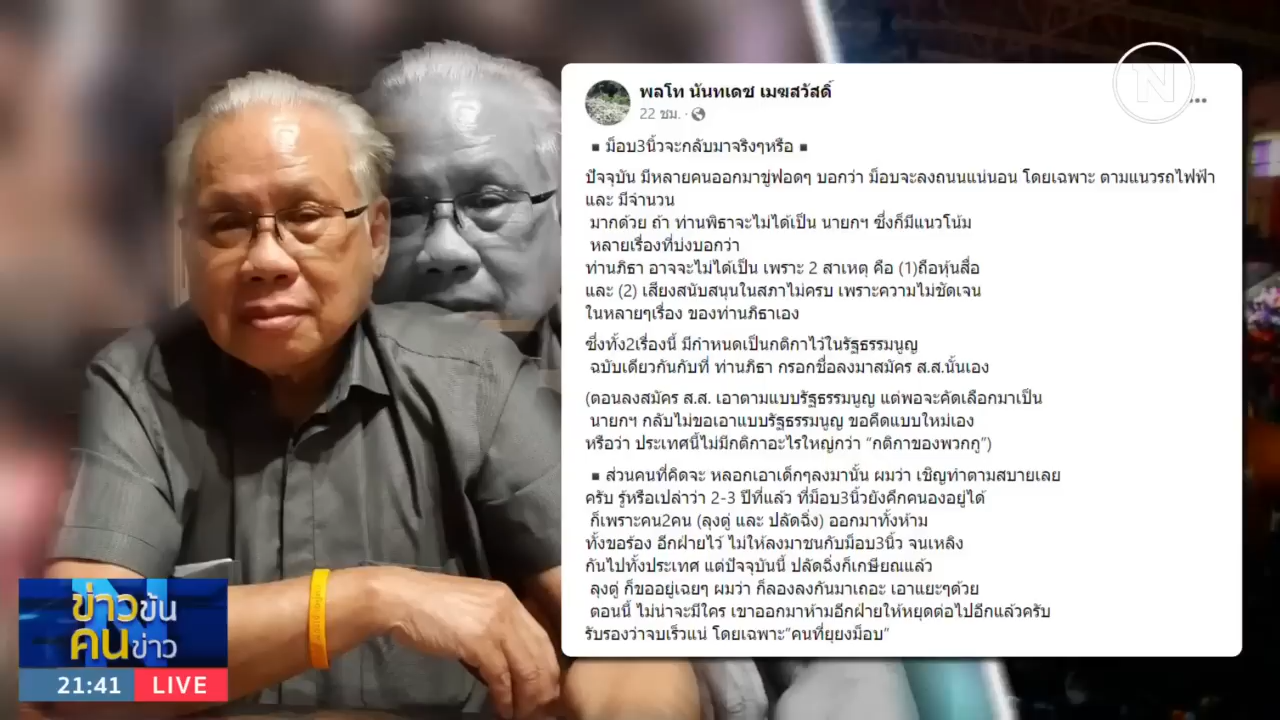 พลโท นันทเดช เมฆสวัสดิ์
22 ชม.
▪ ม็อบ3นิ้วจะกลับมาจริงๆหรือ ▪
ปัจจุบัน มีหลายคนออกมาขู่ฟอดๆ บอกว่า ม็อบจะลงถนนแน่นอน โดยเฉพาะ ตามแนวรถไฟฟ้า
และ มีจำนวน
มากด้วย ถ้า ท่านพิธาจะไม่ได้เป็น นายกฯ ซึ่งก็มีแนวโน้ม
หลายเรื่องที่บ่งบอกว่า
ท่านภิธา อาจจะไม่ได้เป็น เพราะ 2 สาเหตุ คือ (1)ถือหุ้นสื่อ
และ (2) เสียงสนับสนุนในสภาไม่ครบ เพราะความไม่ชัดเจน
ในหลายๆเรื่อง ของท่านภิธาเอง
ซึ่งทั้ง2เรื่องนี้ มีกำหนดเป็นกติกาไว้ในรัฐธรรมนูญ
ฉบับเดียวกันกับที่ ท่านภิธา กรอกชื่อลงมาสมัคร ส.ส.นั้นเอง
(ตอนลงสมัคร ส.ส. เอาตามแบบรัฐธรรมนูญ แต่พอจะคัดเลือกมาเป็น
นายกฯ กลับไม่ขอเอาแบบรัฐธรรมนูญ ขอคิดแบบใหม่เอง
หรือว่า ประเทศนี้ไม่มีกติกาอะไรใหญ่กว่า “กติกาของพวกกู”)
▪ ส่วนคนที่คิดจะ หลอกเอาเด็กๆลงมานั้น ผมว่า เชิญทำตามสบายเลย
ครับ รู้หรือเปล่าว่า 2-3 ปีที่แล้ว ที่ม็อบ3นิ้วยังคึกคนองอยู่ได้
ก็เพราะคน2คน (ลุงตู่ และ ปลัดฉิ่ง) ออกมาทั้งห้าม
ทั้งขอร้อง อีกฝ่ายไว้ ไม่ให้ลงมาชนกับม็อบ3นิ้ว จนเหลิง
กันไปทั้งประเทศ แต่ปัจจุบันนี้ ปลัดฉิ่งก็เกษียณแล้ว
ลุงตู่ ก็ขออยู่เฉยๆ ผมว่า ก็ลองลงกันมาเถอะ เอาแยะๆด้วย
ตอนนี้ ไม่น่าจะมีใคร เขาออกมาห้ามอีกฝ่ายให้หยุดต่อไปอีกแล้วครับ
รับรองว่าจบเร็วแน่ โดยเฉพาะ“คนที่ยุยงม็อบ”
ข่าวข้น
คนข่าว
21:41 LIVE